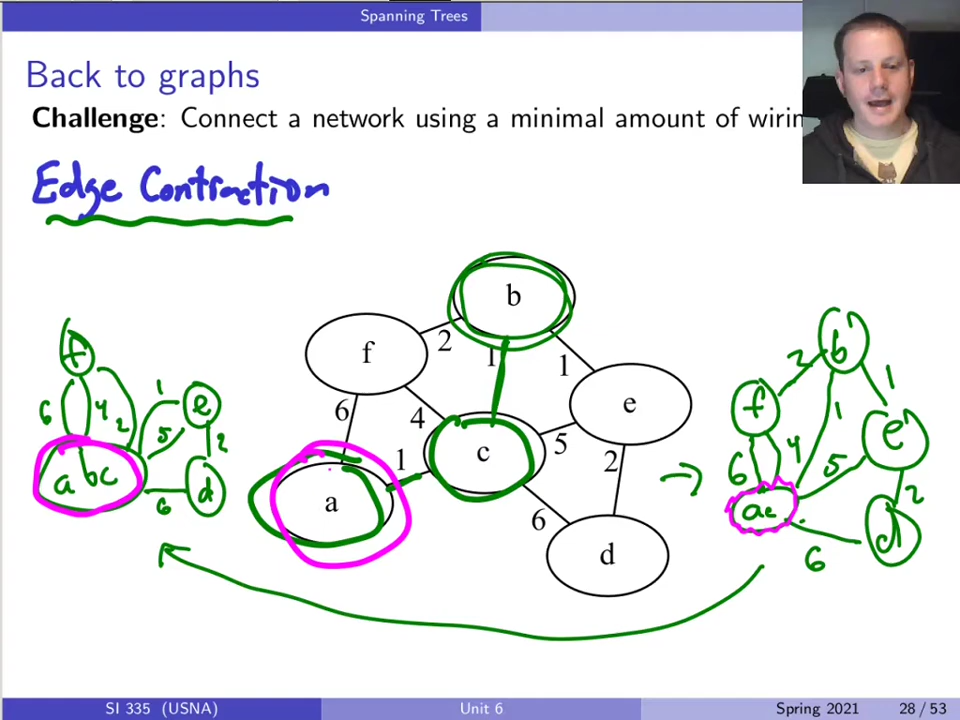 Spanning Trees
Back to graphs
Challenge: Connect a network using a minimal amount of wirin
Edge Contraction
f
6 4 2 1 e
5 2
abc 6 d
b
f 2 1 1
e
6 4 c 5 2
a 1 6 d
b
2 1
f 1 e
6 4 5 2
ac 6 d
SI 335 (USNA) Unit 6 Spring 2021 28 / 53